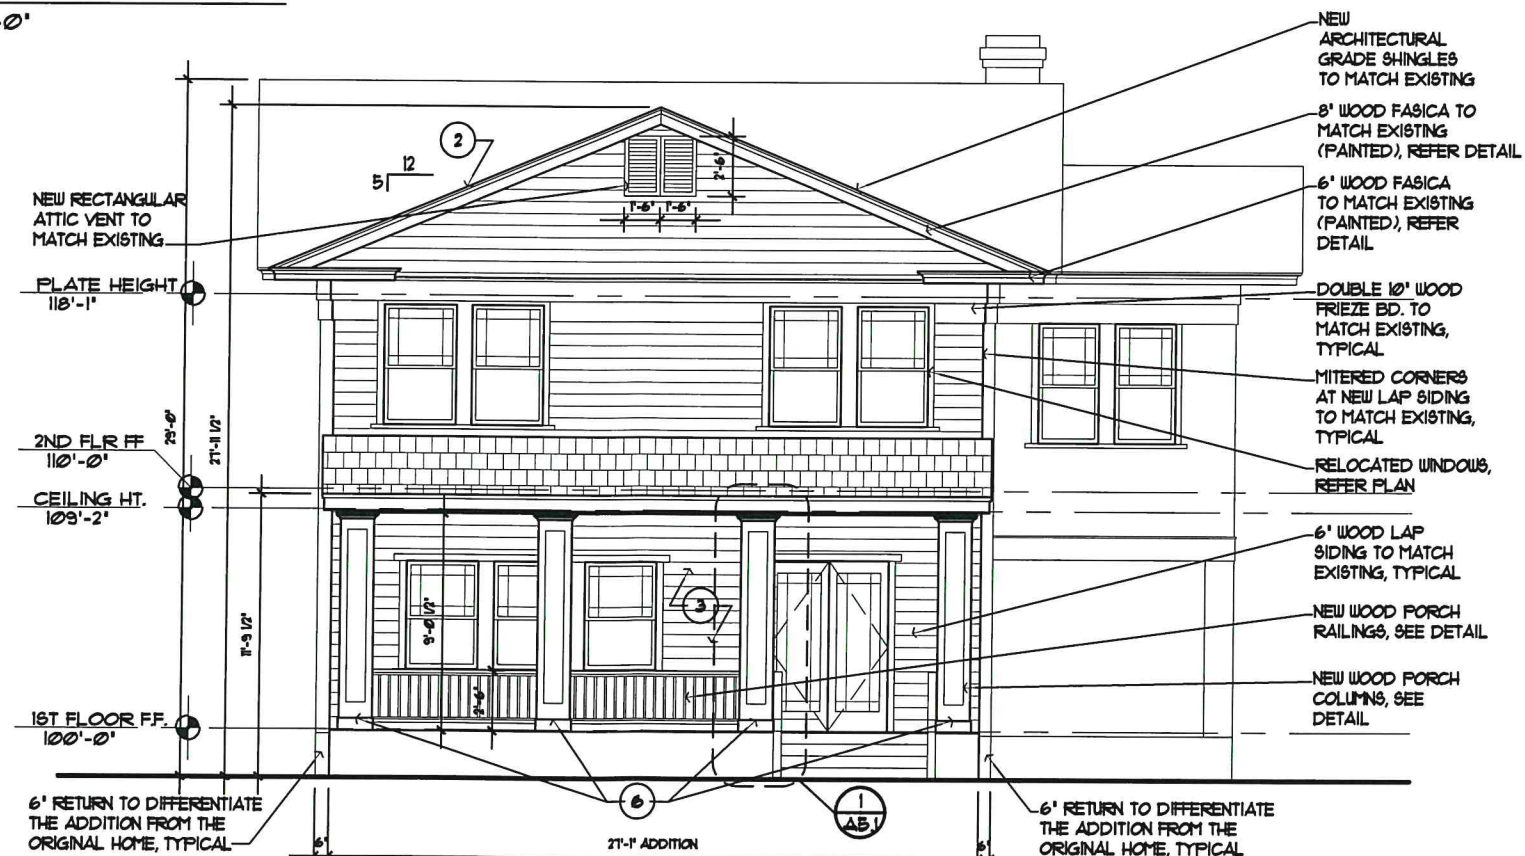 -0"
NEW
ARCHITECTURAL
GRADE SHINGLES
TO MATCH EXISTING
8" WOOD FASICA TO
MATCH EXISTING
(PAINTED), REFER DETAIL
6" WOOD FASICA
TO MATCH EXISTING
(PAINTED), REFER
DETAIL
DOUBLE 10" WOOD
FRIEZE BD. TO
MATCH EXISTING,
TYPICAL
MITERED CORNERS
AT NEW LAP SIDING
TO MATCH EXISTING,
TYPICAL
RELOCATED WINDOWS,
REFER PLAN
6" WOOD LAP
SIDING TO MATCH
EXISTING, TYPICAL
NEW WOOD PORCH
RAILINGS, SEE DETAIL
NEW WOOD PORCH
COLUMNS, SEE
DETAIL
2
12
5
2'-6"
1'-6" 1'-6"
NEW RECTANGULAR
ATTIC VENT TO
MATCH EXISTING
PLATE HEIGHT
118'-1"
29'-0"
27'-11 1/2"
2ND FLR FF
110'-0"
CEILING HT.
109'-2"
11'-9 1/2"
9'-0 1/2"
3
2'-6"
1ST FLOOR F.F.
100'-0"
6" RETURN TO DIFFERENTIATE
THE ADDITION FROM THE
ORIGINAL HOME, TYPICAL
6
1
A5.1
6" RETURN TO DIFFERENTIATE
THE ADDITION FROM THE
ORIGINAL HOME, TYPICAL
6"
27'-1" ADDITION
6"